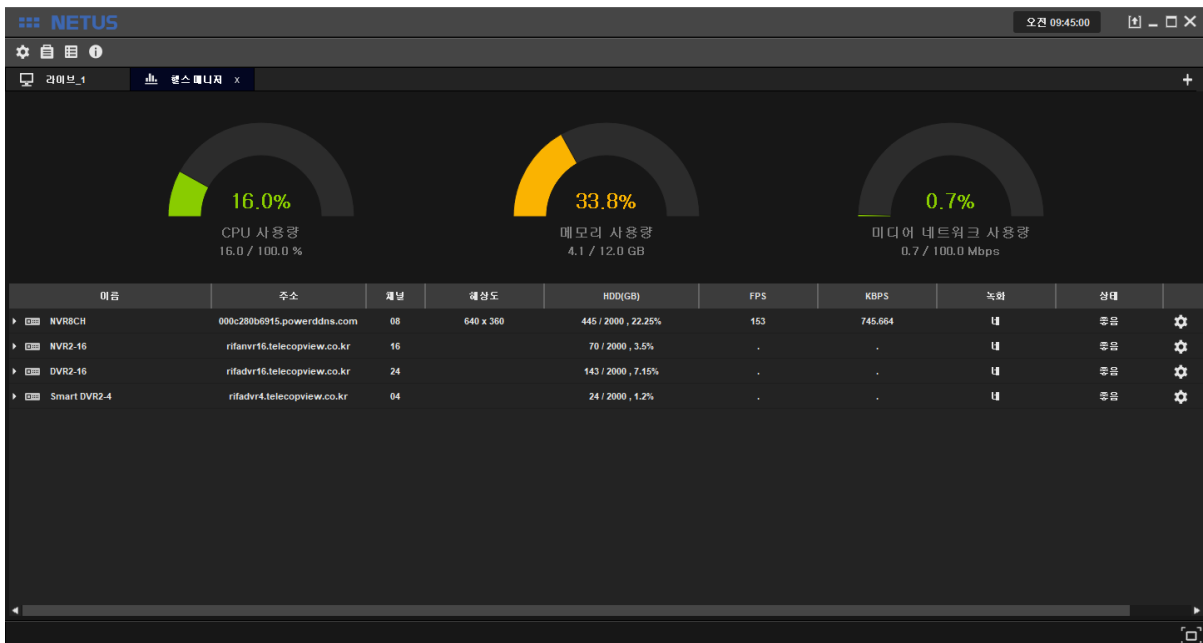 NETUS
오전 09:45:00
라이브_1
헬스매니저 x
16.0%
CPU 사용량
16.0 / 100.0 %
33.8%
메모리 사용량
4.1 / 12.0 GB
0.7%
미디어 네트워크 사용량
0.7 / 100.0 Mbps
이름 주소 채널 해상도 HDD(GB) FPS KBPS 녹화 상태
NVR8CH 000c280b6915.powerddns.com 08 640 x 360 445 / 2000 , 22.25% 153 745.664 네 좋음
NVR2-16 rifanvr16.telecopview.co.kr 16 70 / 2000 , 3.5% . . 네 좋음
DVR2-16 rifadvr16.telecopview.co.kr 24 143 / 2000 , 7.15% . . 네 좋음
Smart DVR2-4 rifadvr4.telecopview.co.kr 04 24 / 2000 , 1.2% . . 네 좋음